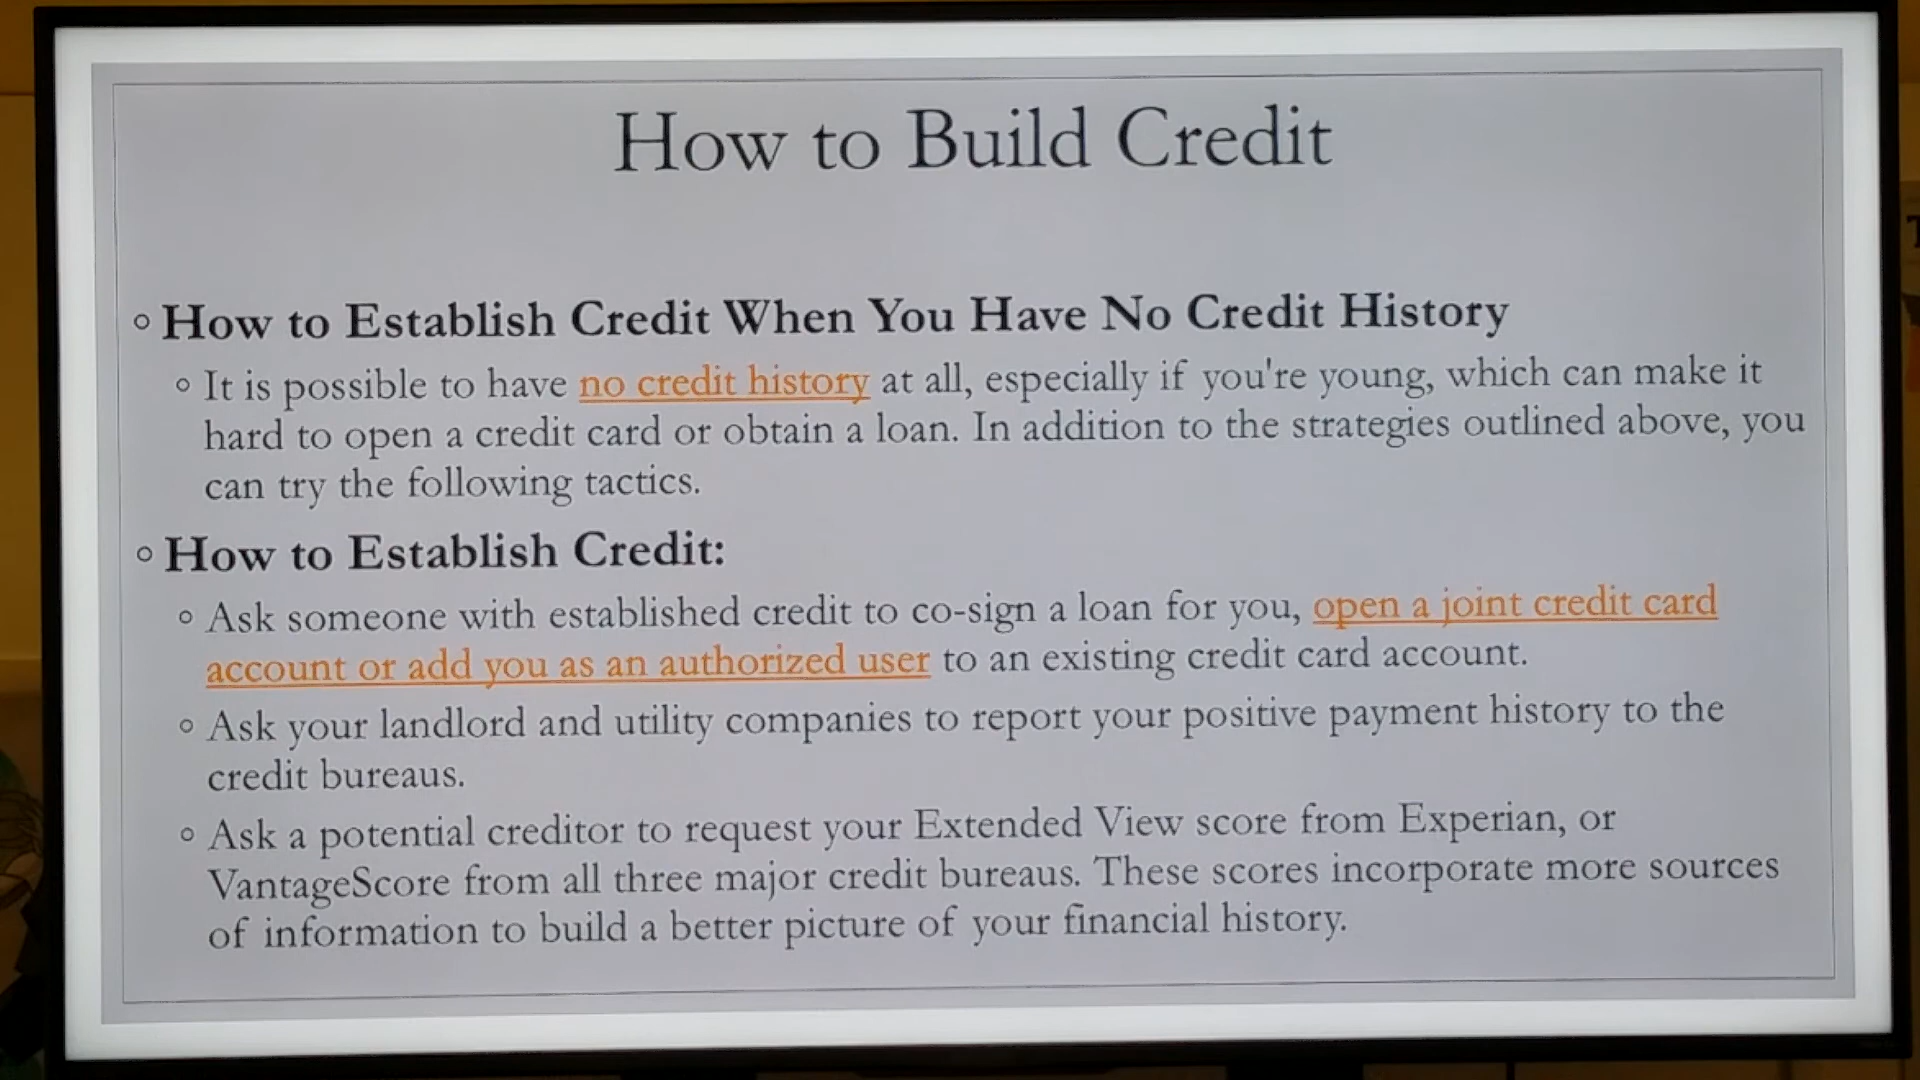 How to Build Credit
How to Establish Credit When You Have No Credit History
It is possible to have no credit history at all, especially if you're young, which can make it
hard to open a credit card or obtain a loan. In addition to the strategies outlined above, you
can try the following tactics.
How to Establish Credit:
Ask someone with established credit to co-sign a loan for you, open a joint credit card
account or add you as an authorized user to an existing credit card account.
Ask your landlord and utility companies to report your positive payment history to the
credit bureaus.
Ask a potential creditor to request your Extended View score from Experian, or
VantageScore from all three major credit bureaus. These scores incorporate more sources
of information to build a better picture of your financial history.